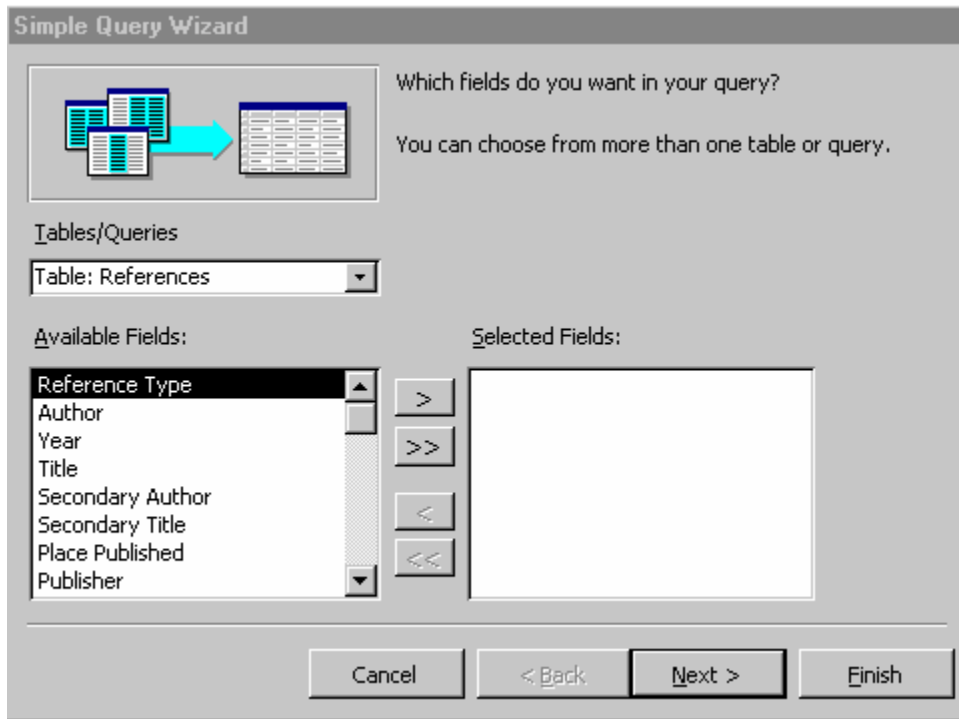 Simple Query Wizard
Which fields do you want in your query?
You can choose from more than one table or query.
Tables/Queries
Table: References
Available Fields:
Selected Fields:
Reference Type
Author
Year
Title
Secondary Author
Secondary Title
Place Published
Publisher
>
>>
<
<<
Cancel
< Back
Next >
Finish